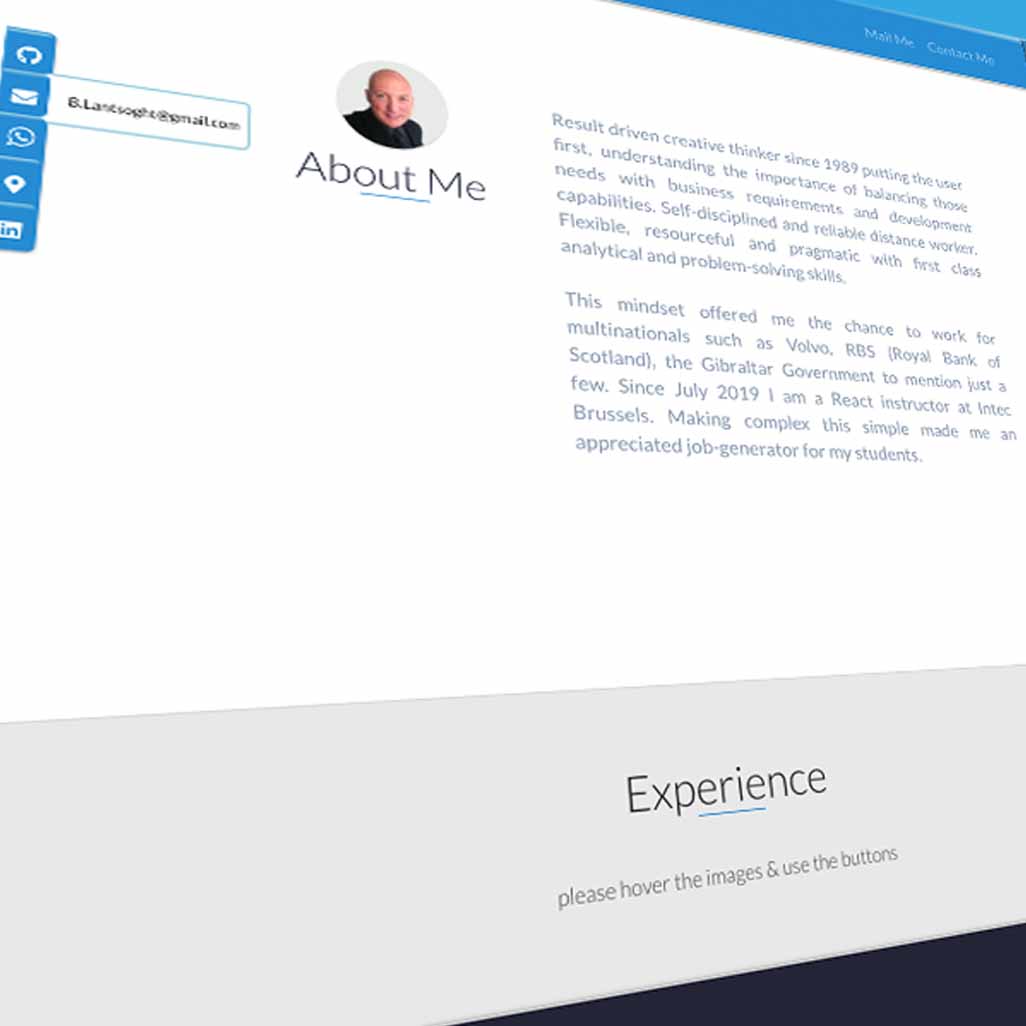 Mail Me Contact Me
B.Lantsoght@gmail.com
About Me
Result driven creative thinker since 1989 putting the user
first, understanding the importance of balancing those
needs with business requirements and development
capabilities. Self-disciplined and reliable distance worker.
Flexible, resourceful and pragmatic with first class
analytical and problem-solving skills.
This mindset offered me the chance to work for
multinationals such as Volvo, RBS (Royal Bank of
Scotland), the Gibraltar Government to mention just a
few. Since July 2019 I am a React instructor at Intec
Brussels. Making complex this simple made me an
appreciated job-generator for my students.
in
Experience
please hover the images & use the buttons